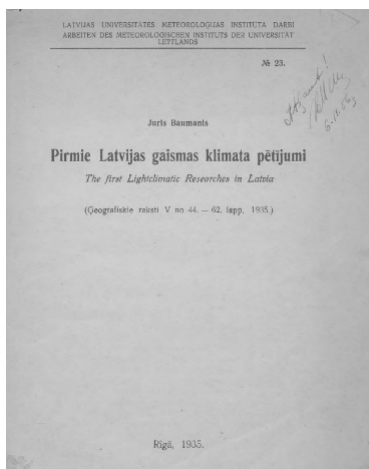 LATVIJAS UNIVERSITATES METEOROLOGIJAS INSTITUTA DARBI
ARBEITEN DES METEOROLOGISCHEN INSTITUTS DER UNIVERSITÄT
LETTLANDS
№ 23.
Juris Baumanis
Pirmie Latvijas gaismas klimata pētījumi
The first Lightclimatic Researches in Latvia
(Ģeografiskie raksti V no 44. — 62. lapp. 1935.)
Rīgā, 1935.